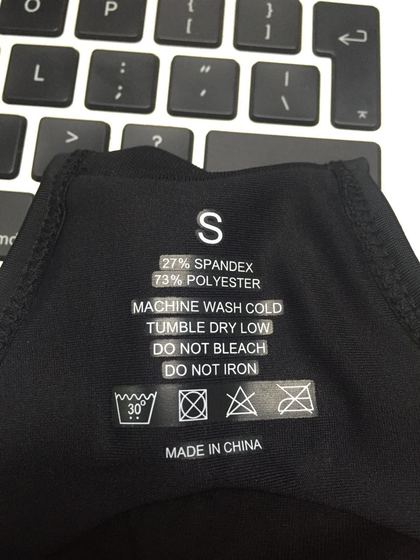 O P { [ } ]
L : ; " ' | \
> ?
S
27% SPANDEX
73% POLYESTER
MACHINE WASH COLD
TUMBLE DRY LOW
DO NOT BLEACH
DO NOT IRON
30°
MADE IN CHINA